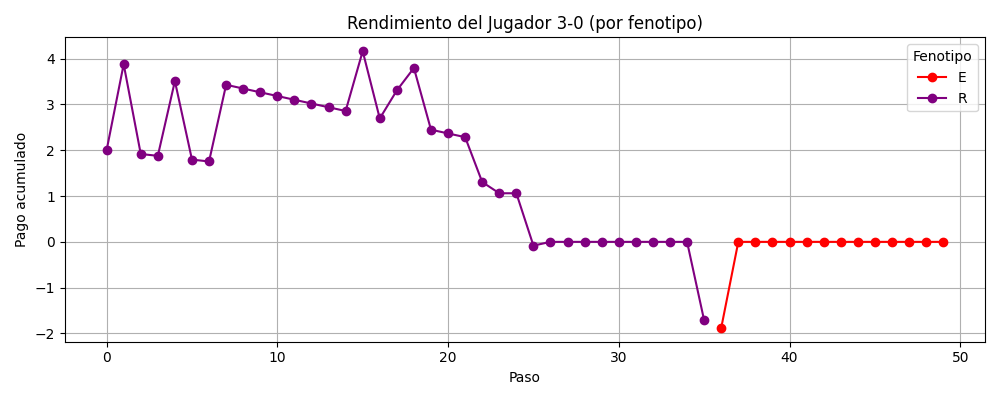 Rendimiento del Jugador 3-0 (por fenotipo)
Pago acumulado
4
3
2
1
0
−1
−2
Fenotipo
E
R
0 10 20 30 40 50
Paso